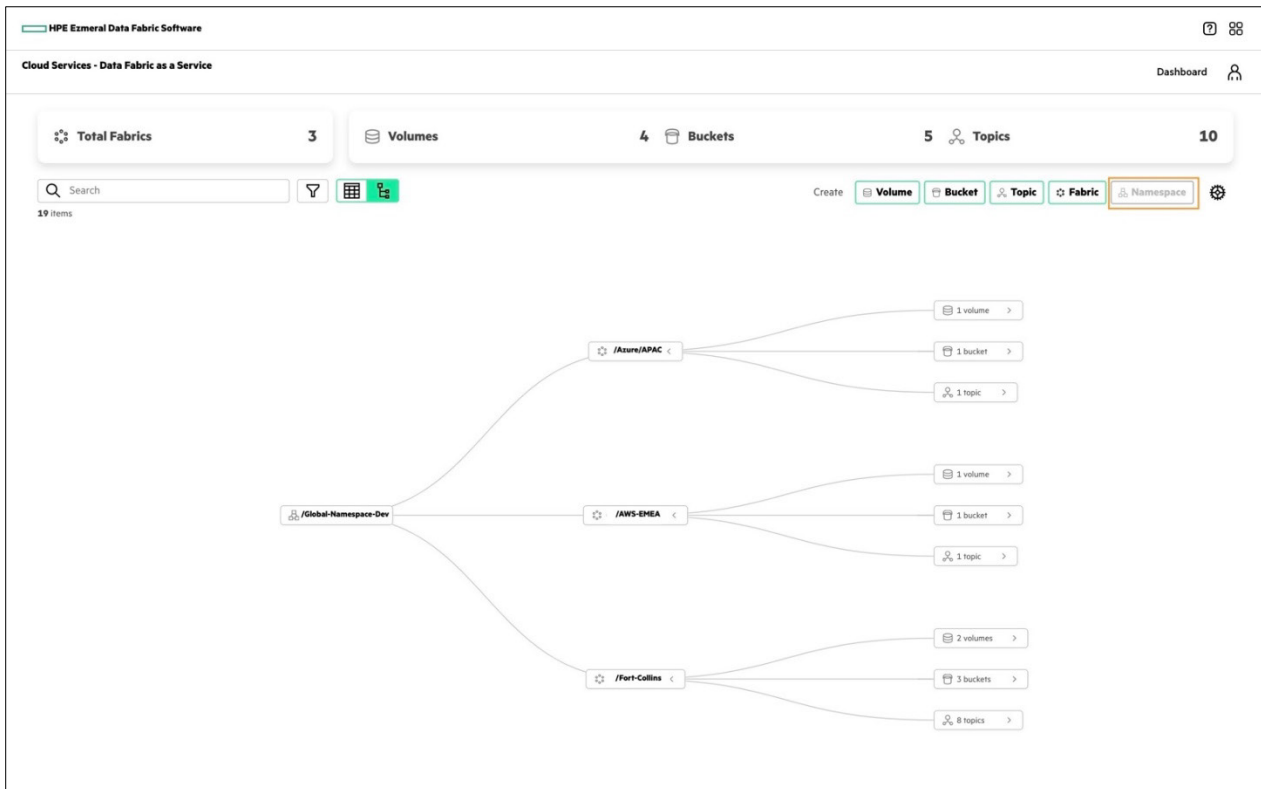 HPE Ezmeral Data Fabric Software
Cloud Services - Data Fabric as a Service
Dashboard
Total Fabrics 3 Volumes 4 Buckets 5 Topics 10
Search
Create Volume Bucket Topic Fabric Namespace
19 items
1 volume
/Azure/APAC
1 bucket
1 topic
1 volume
/Global-Namespace-Dev
/AWS-EMEA
1 bucket
1 topic
2 volumes
/Fort-Collins
3 buckets
8 topics